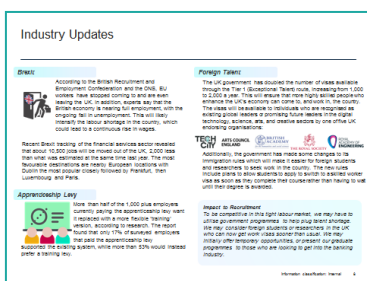 Industry Updates
Brexit
According to the British Recruitment and
Employment Confederation and the ONS, EU
workers have stopped coming to and are even
leaving the UK. In addition, experts say that the
British economy is nearing full employment, with the
on-going fall in unemployment. This will likely
intensify the labour shortage in the country, which
could lead to a continuous rise in wages.
Recent Brexit tracking of the financial services sector revealed
that about 10,500 jobs will be moved out of the UK, 2,000 less
than what was estimated at the same time last year. The most
favourable destinations are nearby European locations with
Dublin the most popular closely followed by Frankfurt, then
Luxembourg and Paris.
Apprenticeship Levy
More than half of the 1,000 plus employers
currently paying the apprenticeship levy want
it replaced with a more flexible 'training'
version, according to research. The report
found that only 17% of surveyed employers
that paid the apprenticeship levy
supported the existing system, while more than 53% would instead
prefer a training levy.
Foreign Talent
The UK government has doubled the number of visas available
through the Tier 1 (Exceptional Talent) route, increasing from 1,000
to 2,000 a year. This will ensure that more highly skilled people who
enhance the UK's economy can come to, and work in, the country.
The visas will be available to individuals who are recognised as
existing global leaders or promising future leaders in the digital
technology, science, arts, and creative sectors by one of five UK
endorsing organisations:
TECH CITY
ARTS COUNCIL ENGLAND
BRITISH ACADEMY
THE ROYAL SOCIETY
ROYAL ACADEMY OF ENGINEERING
Additionally, the government has made some changes to its
immigration rules which will make it easier for foreign students
and researchers to seek work in the country. The new rules
include plans to allow students to apply to switch to a skilled worker
visa as soon as they complete their course rather than having to wait
until their degree is awarded.
Impact to Recruitment
To be competitive in this tight labour market, we may have to
utilise government programmes to help plug talent shortage.
We may consider foreign students or researchers in the UK
who can now get work visas sooner than usual. We may
initially offer temporary opportunities, or present our graduate
programmes to those who are looking to get into the banking
industry.
Information classification: Internal